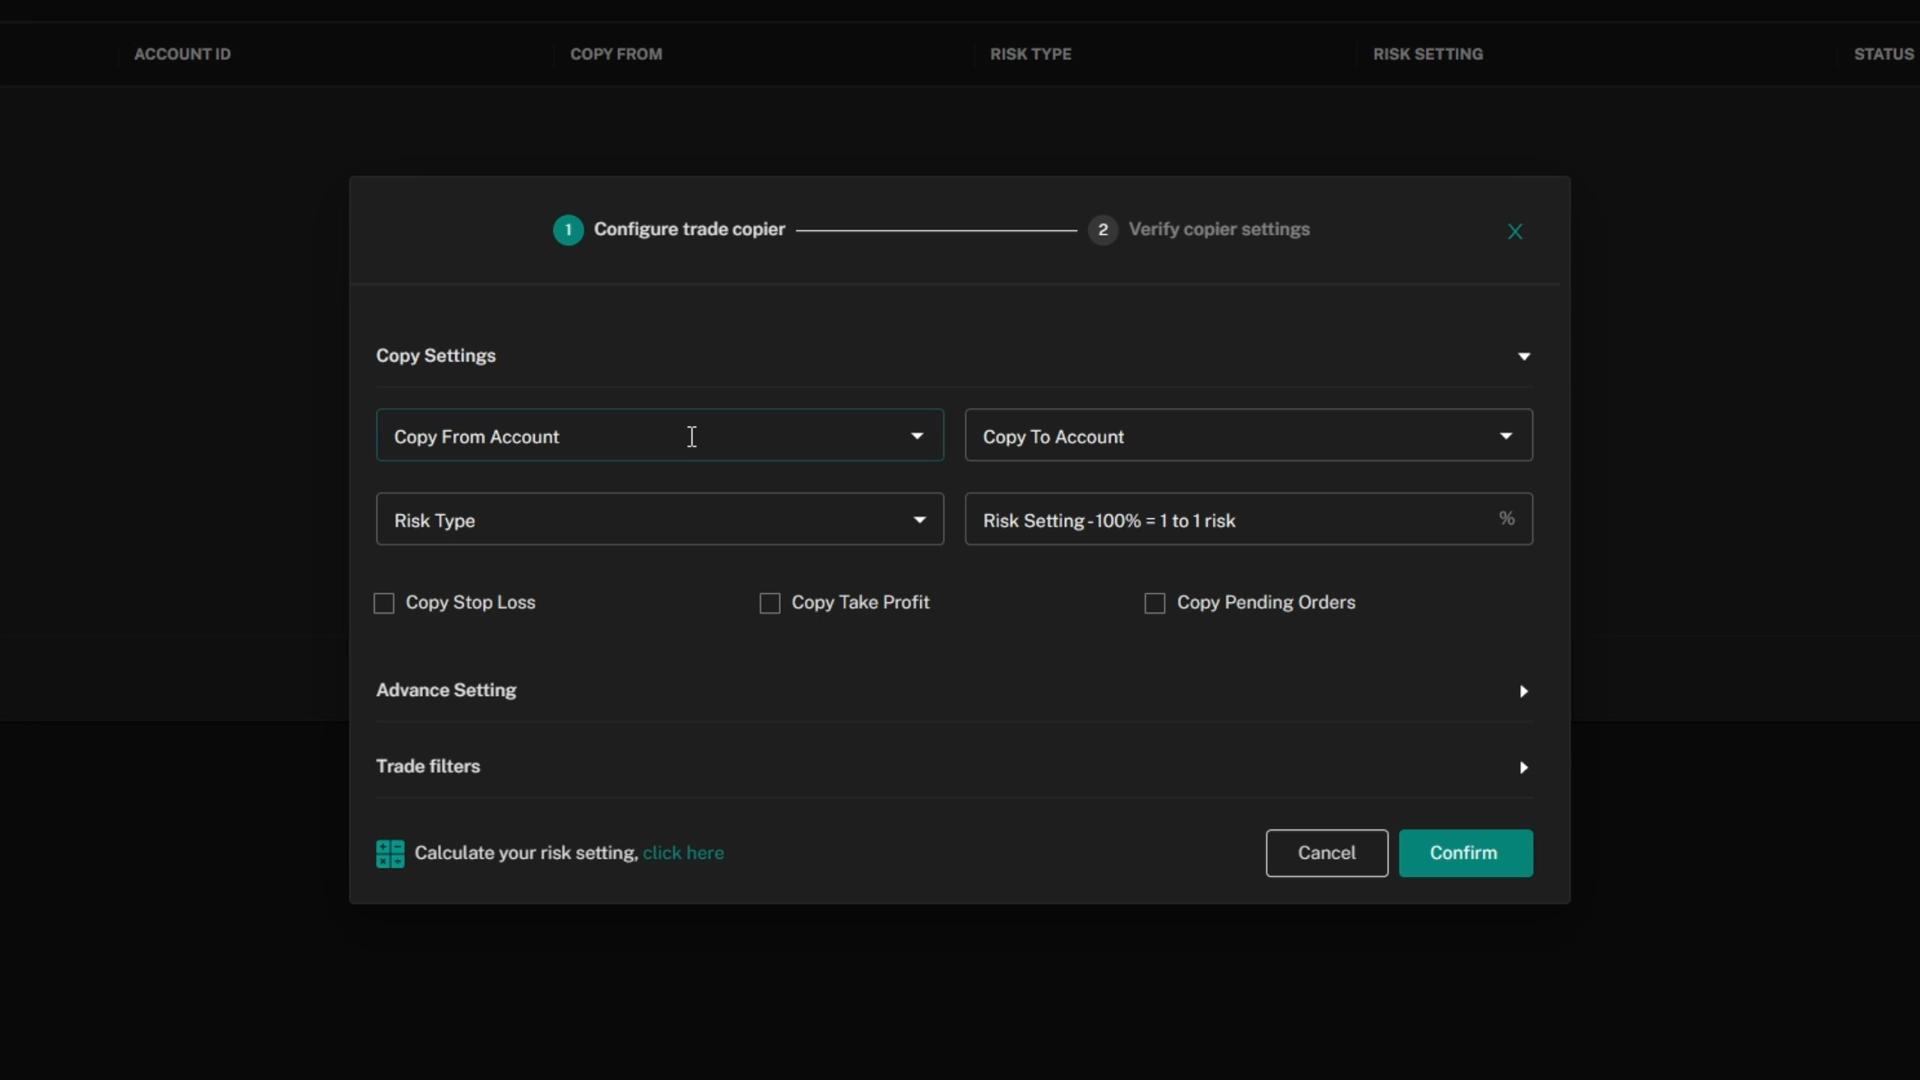 ACCOUNT ID COPY FROM RISK TYPE RISK SETTING STATUS
1 Configure trade copier 2 Verify copier settings X
Copy Settings
Copy From Account Copy To Account
Risk Type Risk Setting - 100% = 1 to 1 risk %
Copy Stop Loss Copy Take Profit Copy Pending Orders
Advance Setting
Trade filters
Calculate your risk setting, click here Cancel Confirm